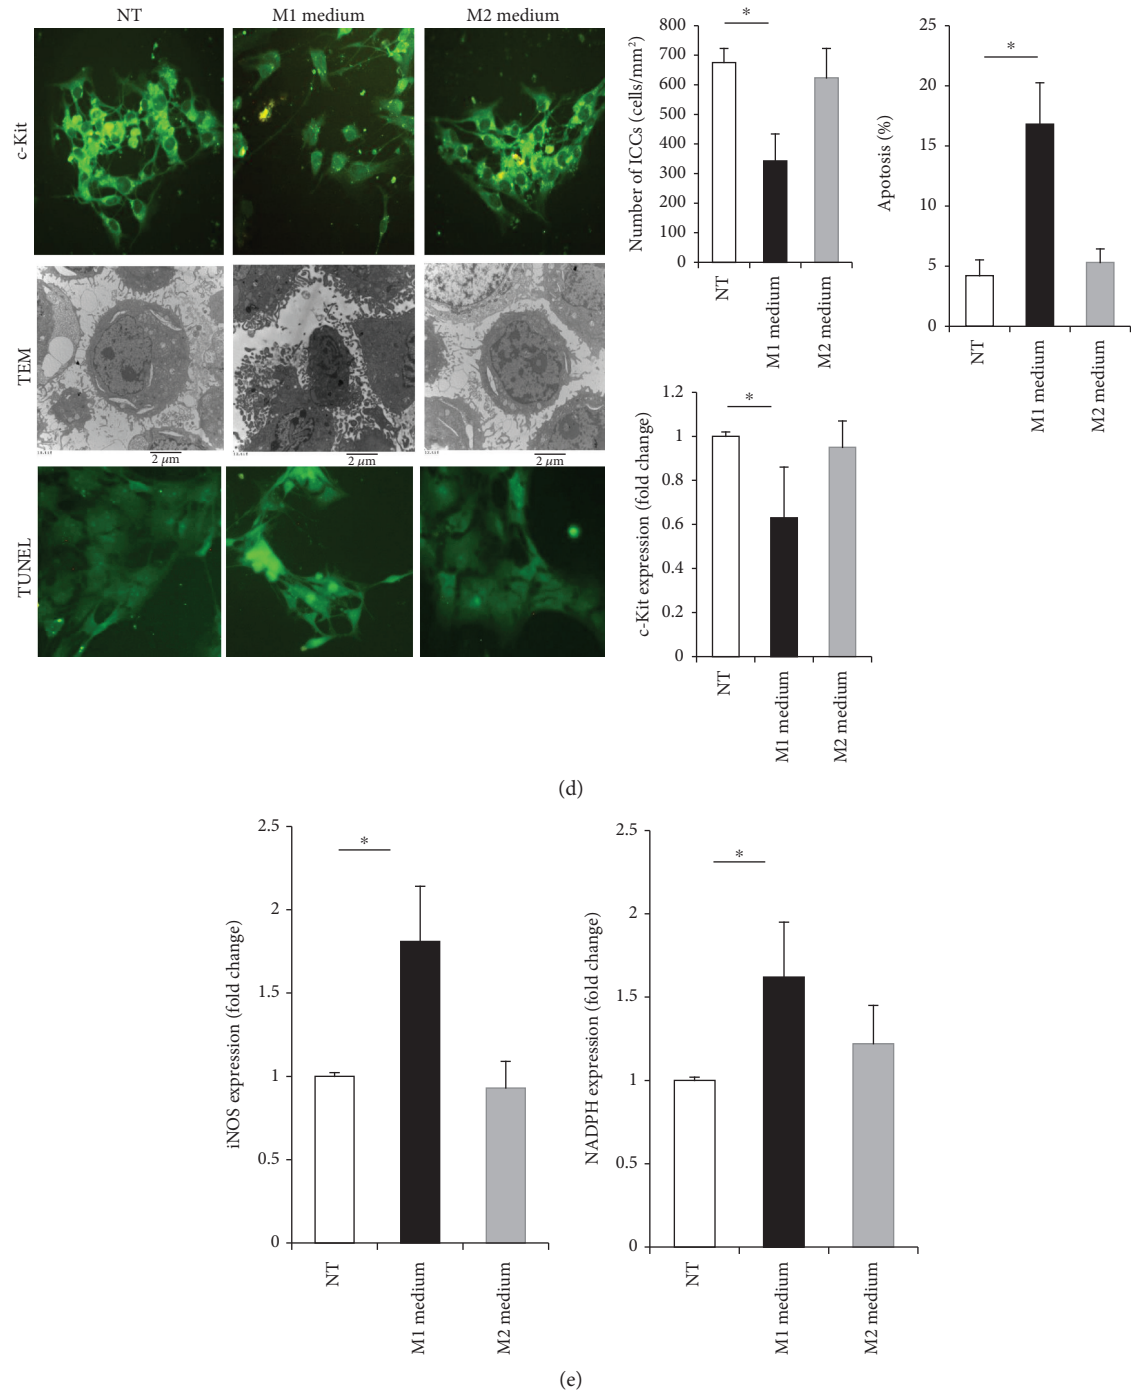 NT
M1 medium
M2 medium
c-Kit
TEM
2 µm
2 µm
2 µm
TUNEL
Number of ICCs (cells/mm²)
800
700
600
500
400
300
200
100
0
*
NT
M1 medium
M2 medium
Apotosis (%)
25
20
15
10
5
0
*
NT
M1 medium
M2 medium
c-Kit expression (fold change)
1.2
1
0.8
0.6
0.4
0.2
0
*
NT
M1 medium
M2 medium
(d)
iNOS expression (fold change)
2.5
2
1.5
1
0.5
0
*
NT
M1 medium
M2 medium
NADPH expression (fold change)
2.5
2
1.5
1
0.5
0
*
NT
M1 medium
M2 medium
(e)